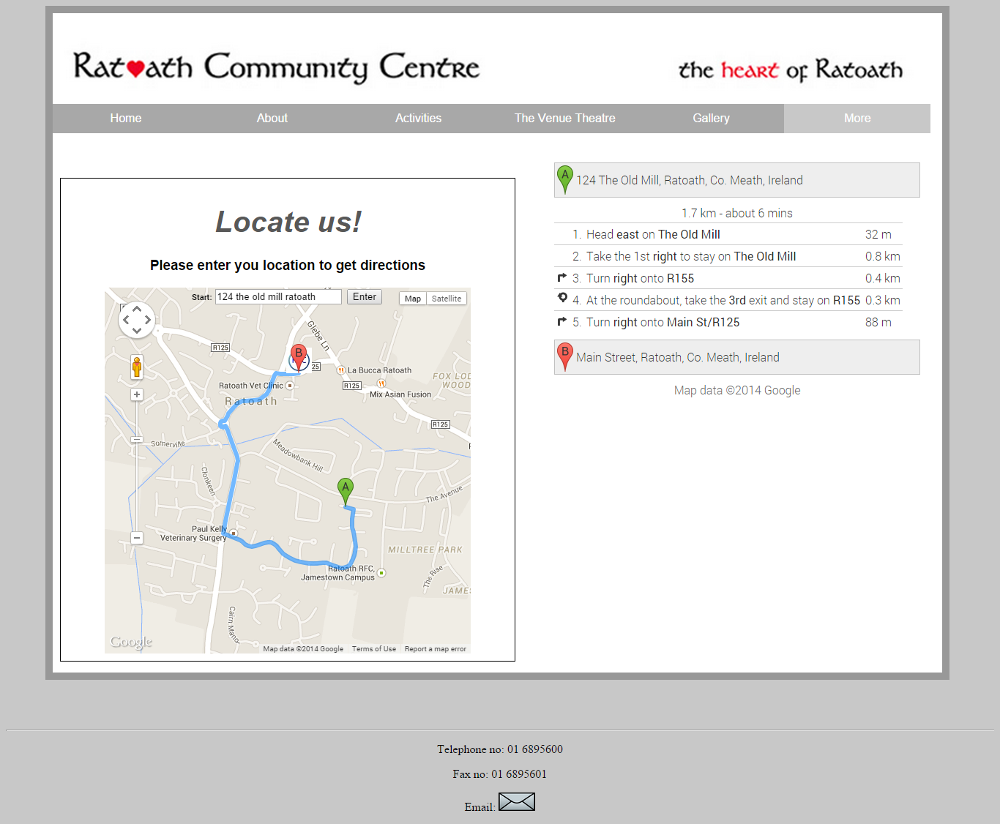 Ratoath Community Centre
the heart of Ratoath
Home About Activities The Venue Theatre Gallery More
Locate us!
Please enter you location to get directions
Start: 124 the old mill ratoath Enter
Map Satellite
Glebe Ln
R125
B
25
La Bucca Ratoath
FOX LO
WOOD
Ratoath Vet Clinic
R125
Mix Asian Fusion
Ratoath
R125
Somerville
Meadowbank Hill
Clonkeen
A
The Avenue
Paul Kelly
Veterinary Surgery
MILLTREE PARK
Ratoath RFC,
Jamestown Campus
The Rise
JAMES
Cairn Manor
Google
Map data ©2014 Google Terms of Use Report a map error
A 124 The Old Mill, Ratoath, Co. Meath, Ireland
1.7 km - about 6 mins
1. Head east on The Old Mill 32 m
2. Take the 1st right to stay on The Old Mill 0.8 km
3. Turn right onto R155 0.4 km
4. At the roundabout, take the 3rd exit and stay on R155 0.3 km
5. Turn right onto Main St/R125 88 m
B Main Street, Ratoath, Co. Meath, Ireland
Map data ©2014 Google
Telephone no: 01 6895600
Fax no: 01 6895601
Email: